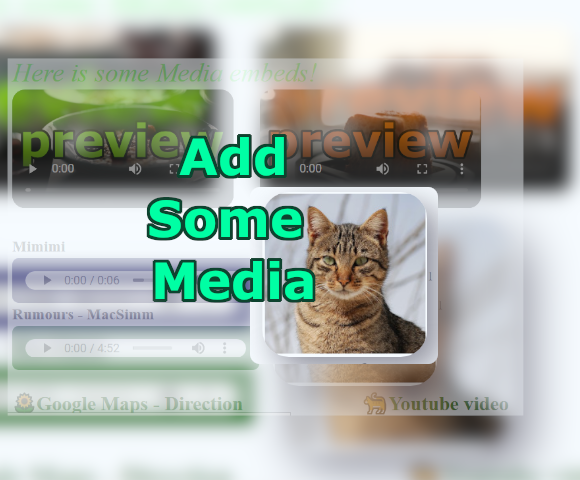 Here is some Media embeds!
preview
preview
Add
Some
Media
0:00
0:00
Mimimi
0:00 / 0:06
Rumours - MacSimm
0:00 / 4:52
Google Maps - Direction
Youtube video